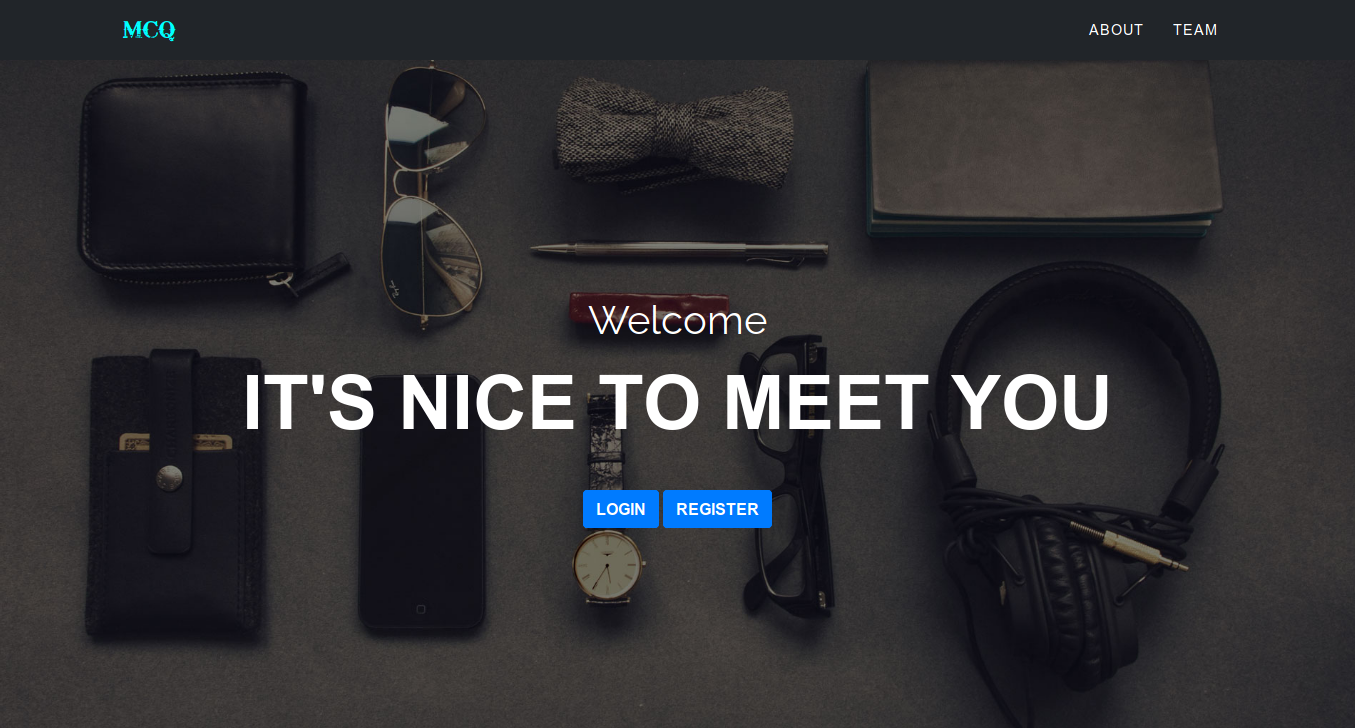 MCQ
ABOUT TEAM
Welcome
IT'S NICE TO MEET YOU
LOGIN REGISTER